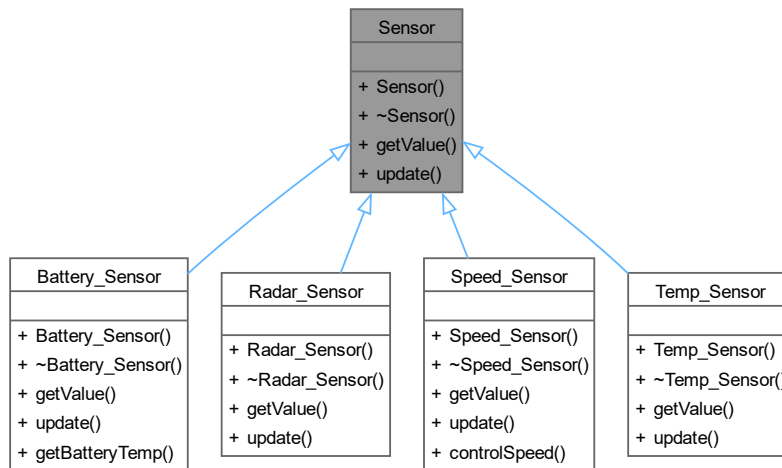 Sensor
+ Sensor()
+ ~Sensor()
+ getValue()
+ update()
Battery_Sensor
+ Battery_Sensor()
+ ~Battery_Sensor()
+ getValue()
+ update()
+ getBatteryTemp()
Radar_Sensor
+ Radar_Sensor()
+ ~Radar_Sensor()
+ getValue()
+ update()
Speed_Sensor
+ Speed_Sensor()
+ ~Speed_Sensor()
+ getValue()
+ update()
+ controlSpeed()
Temp_Sensor
+ Temp_Sensor()
+ ~Temp_Sensor()
+ getValue()
+ update()